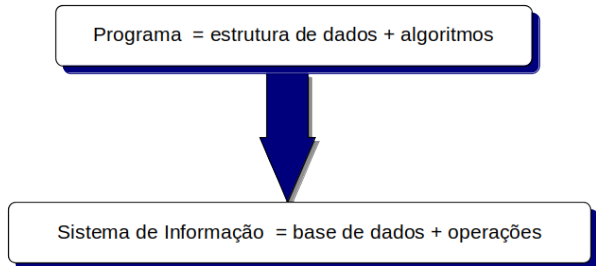 Programa = estrutura de dados + algoritmos
Sistema de Informação = base de dados + operações